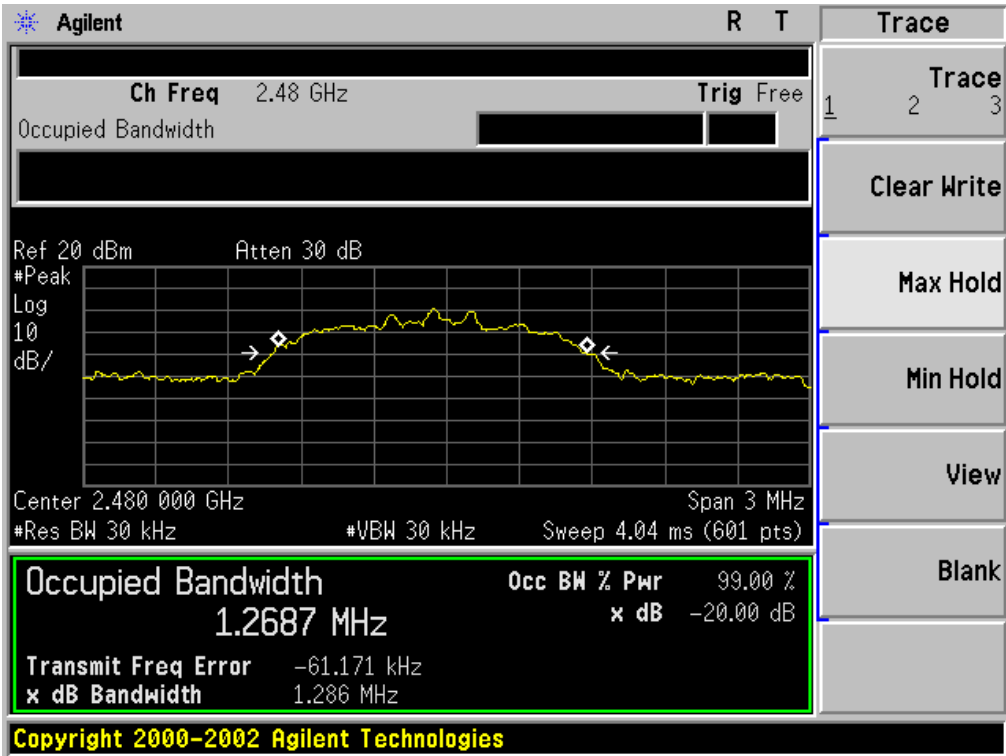 Agilent R T
Trace
Ch Freq 2.48 GHz Trig Free
Occupied Bandwidth
Trace
1 2 3
Clear Write
Max Hold
Min Hold
View
Blank
Ref 20 dBm Atten 30 dB
#Peak
Log
10
dB/
Center 2.480 000 GHz Span 3 MHz
#Res BW 30 kHz #VBW 30 kHz Sweep 4.04 ms (601 pts)
Occupied Bandwidth
1.2687 MHz
Occ BW % Pwr 99.00 %
x dB -20.00 dB
Transmit Freq Error -61.171 kHz
x dB Bandwidth 1.286 MHz
Copyright 2000-2002 Agilent Technologies